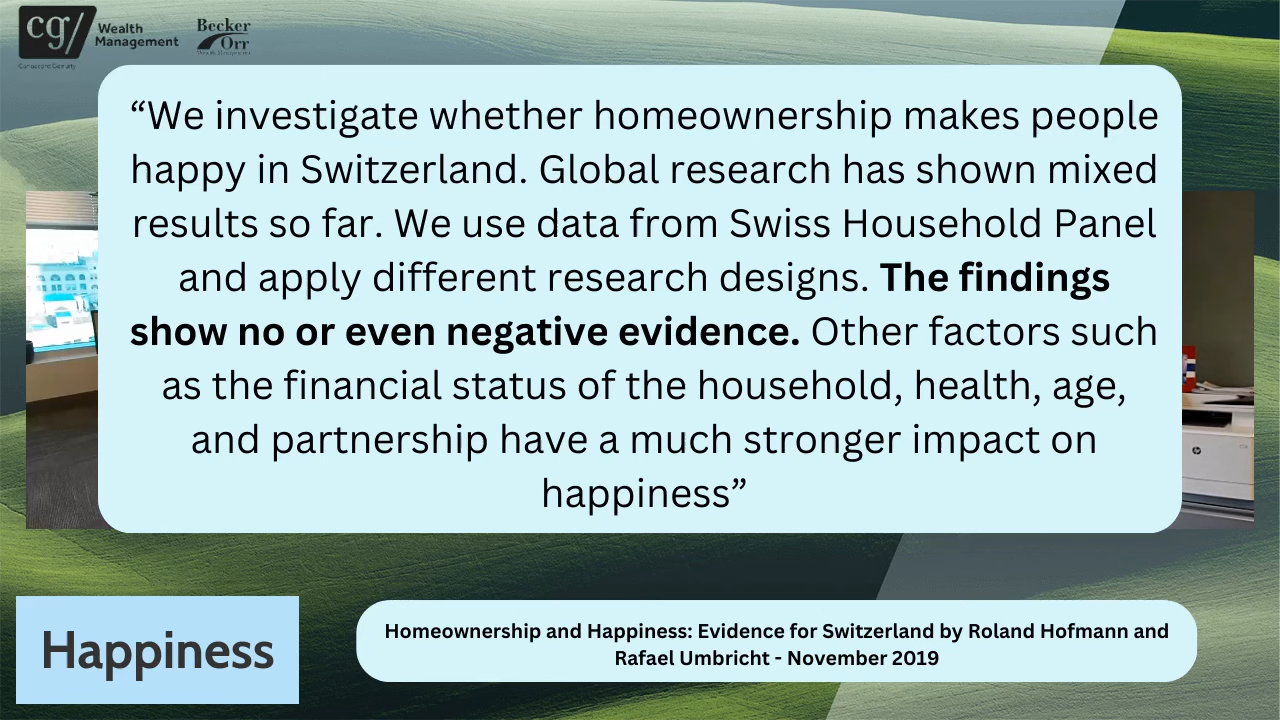 cg/ Wealth
Management
Canaccord Genuity
Becker
Orr
“We investigate whether homeownership makes people
happy in Switzerland. Global research has shown mixed
results so far. We use data from Swiss Household Panel
and apply different research designs. The findings
show no or even negative evidence. Other factors such
as the financial status of the household, health, age,
and partnership have a much stronger impact on
happiness”
hp
Happiness
Homeownership and Happiness: Evidence for Switzerland by Roland Hofmann and
Rafael Umbricht - November 2019